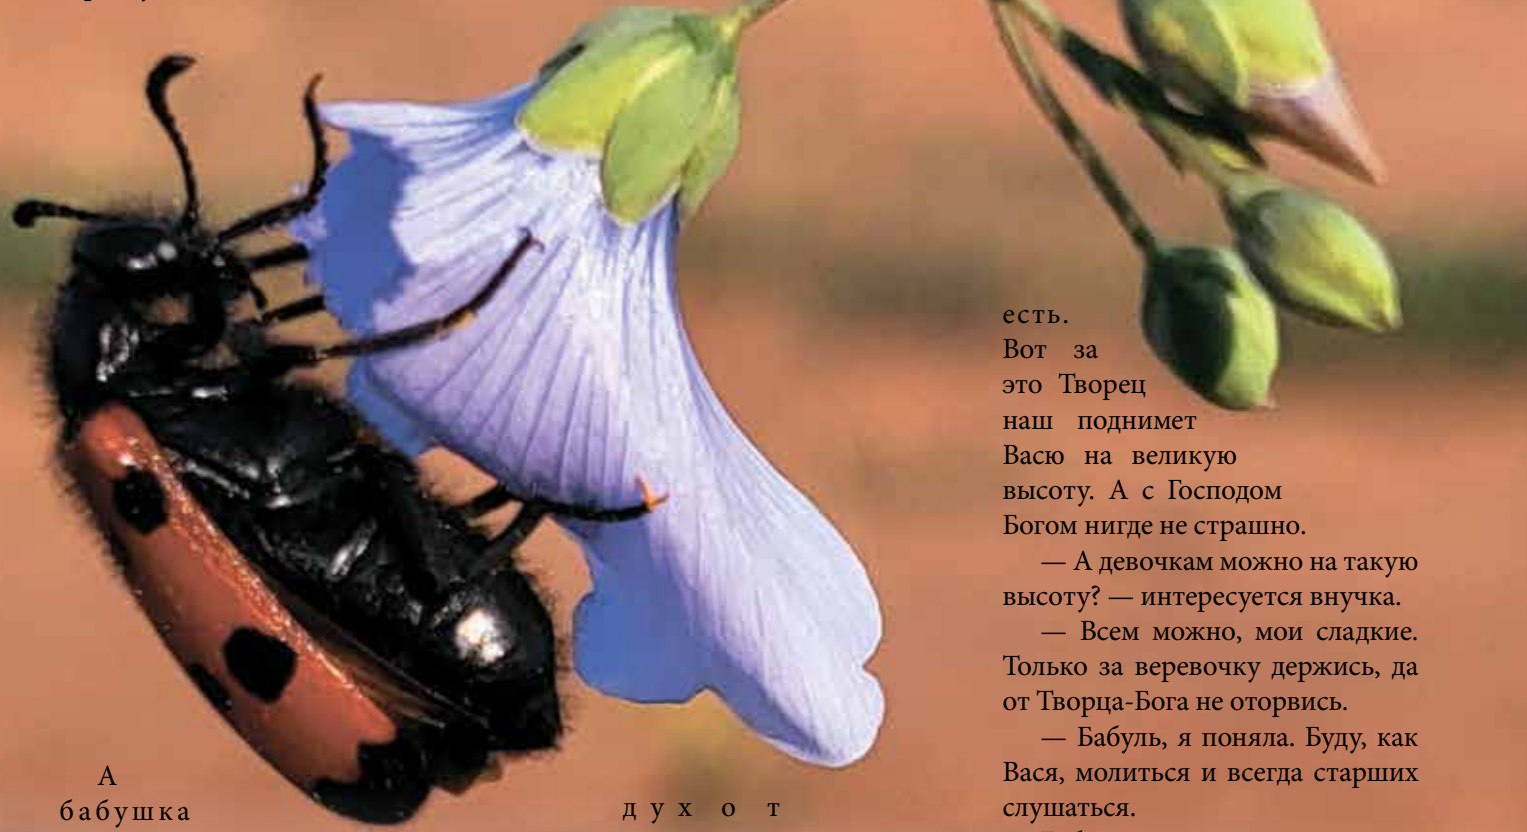 А
бабушка
дух от
есть.
Вот за
это Творец
наш поднимет
Васю на великую
высоту. А с Господом
Богом нигде не страшно.
— А девочкам можно на такую
высоту? — интересуется внучка.
— Всем можно, мои сладкие.
Только за веревочку держись, да
от Творца-Бога не оторвись.
— Бабуль, я поняла. Буду, как
Вася, молиться и всегда старших
слушаться.